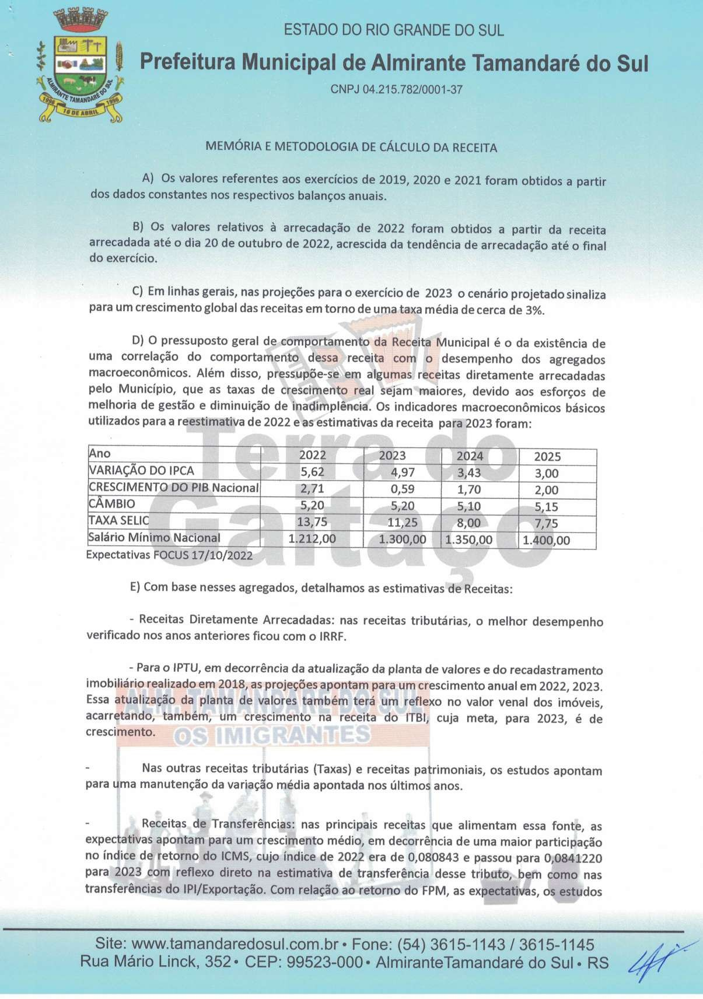 ESTADO DO RIO GRANDE DO SUL
Prefeitura Municipal de Almirante Tamandaré do Sul
CNPJ 04.215.782/0001-37
ALMIRANTE TAMANDARÉ DO SUL
1996 16 DE ABRIL 1996
MEMÓRIA E METODOLOGIA DE CÁLCULO DA RECEITA
A) Os valores referentes aos exercícios de 2019, 2020 e 2021 foram obtidos a partir
dos dados constantes nos respectivos balanços anuais.
B) Os valores relativos à arrecadação de 2022 foram obtidos a partir da receita
arrecadada até o dia 20 de outubro de 2022, acrescida da tendência de arrecadação até o final
do exercício.
C) Em linhas gerais, nas projeções para o exercício de 2023 o cenário projetado sinaliza
para um crescimento global das receitas em torno de uma taxa média de cerca de 3%.
D) O pressuposto geral de comportamento da Receita Municipal é o da existência de
uma correlação do comportamento dessa receita com o desempenho dos agregados
macroeconômicos. Além disso, pressupõe-se em algumas receitas diretamente arrecadadas
pelo Município, que as taxas de crescimento real sejam maiores, devido aos esforços de
melhoria de gestão e diminuição de inadimplência. Os indicadores macroeconômicos básicos
utilizados para a reestimativa de 2022 e as estimativas da receita para 2023 foram:
Terra do
Gaitaço
Ano 2022 2023 2024 2025
VARIAÇÃO DO IPCA 5,62 4,97 3,43 3,00
CRESCIMENTO DO PIB Nacional 2,71 0,59 1,70 2,00
CÂMBIO 5,20 5,20 5,10 5,15
TAXA SELIC 13,75 11,25 8,00 7,75
Salário Mínimo Nacional 1.212,00 1.300,00 1.350,00 1.400,00
Expectativas FOCUS 17/10/2022
E) Com base nesses agregados, detalhamos as estimativas de Receitas:
- Receitas Diretamente Arrecadadas: nas receitas tributárias, o melhor desempenho
verificado nos anos anteriores ficou com o IRRF.
- Para o IPTU, em decorrência da atualização da planta de valores e do recadastramento
imobiliário realizado em 2018, as projeções apontam para um crescimento anual em 2022, 2023.
Essa atualização da planta de valores também terá um reflexo no valor venal dos imóveis,
acarretando, também, um crescimento na receita do ITBI, cuja meta, para 2023, é de
crescimento.
ALM. TAMANDARÉ DO SUL
OS IMIGRANTES
- Nas outras receitas tributárias (Taxas) e receitas patrimoniais, os estudos apontam
para uma manutenção da variação média apontada nos últimos anos.
- Receitas de Transferências: nas principais receitas que alimentam essa fonte, as
expectativas apontam para um crescimento médio, em decorrência de uma maior participação
no índice de retorno do ICMS, cujo índice de 2022 era de 0,080843 e passou para 0,0841220
para 2023 com reflexo direto na estimativa de transferência desse tributo, bem como nas
transferências do IPI/Exportação. Com relação ao retorno do FPM, as expectativas, os estudos
Site: www.tamandaredosul.com.br • Fone: (54) 3615-1143 / 3615-1145
Rua Mário Linck, 352 • CEP: 99523-000 • Almirante Tamandaré do Sul • RS